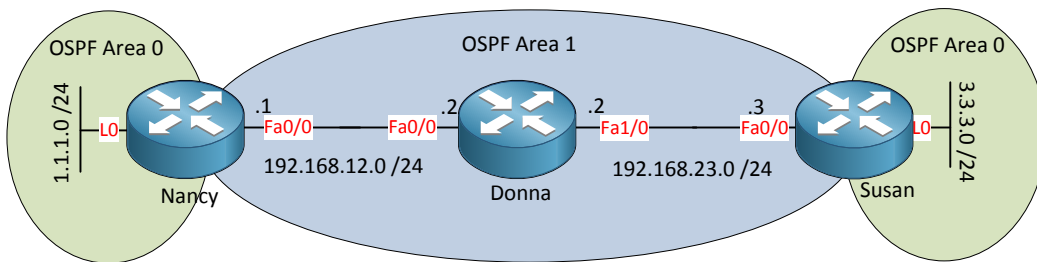 OSPF Area 0
OSPF Area 1
OSPF Area 0
1.1.1.0 /24
L0
.1
Fa0/0
192.168.12.0 /24
.2
Fa0/0
.2
Fa1/0
192.168.23.0 /24
.3
Fa0/0
L0
3.3.3.0 /24
Nancy
Donna
Susan